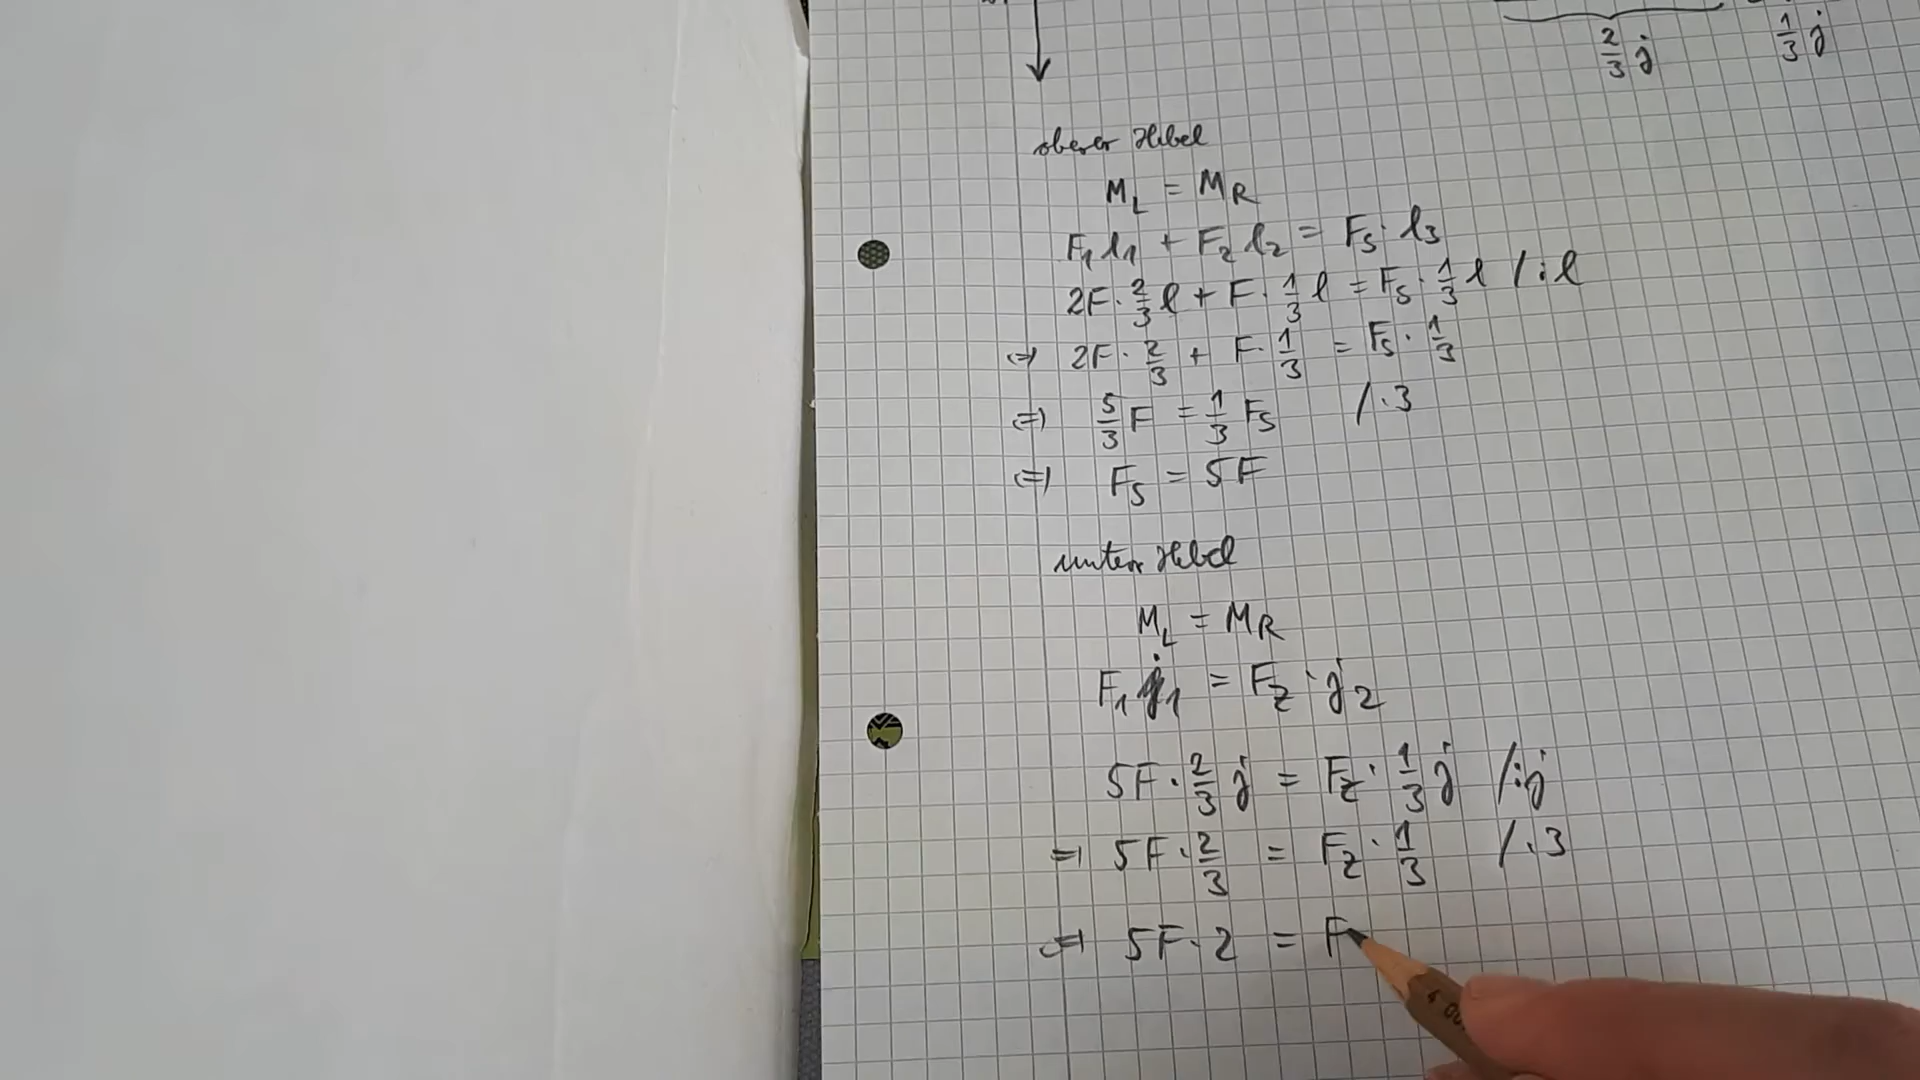 2/3 j 1/3 j
oberer Hebel
M_L = M_R
F_1 l_1 + F_2 l_2 = F_S · l_3
2F · 2/3 l + F · 1/3 l = F_S · 1/3 l /:l
⇔ 2F · 2/3 + F · 1/3 = F_S · 1/3
⇔ 5/3 F = 1/3 F_S /·3
⇔ F_S = 5F
unterer Hebel
M_L = M_R
F_1 j_1 = F_Z · j_2
5F · 2/3 j = F_Z · 1/3 j /:j
⇔ 5F · 2/3 = F_Z · 1/3 /·3
⇔ 5F · 2 = F